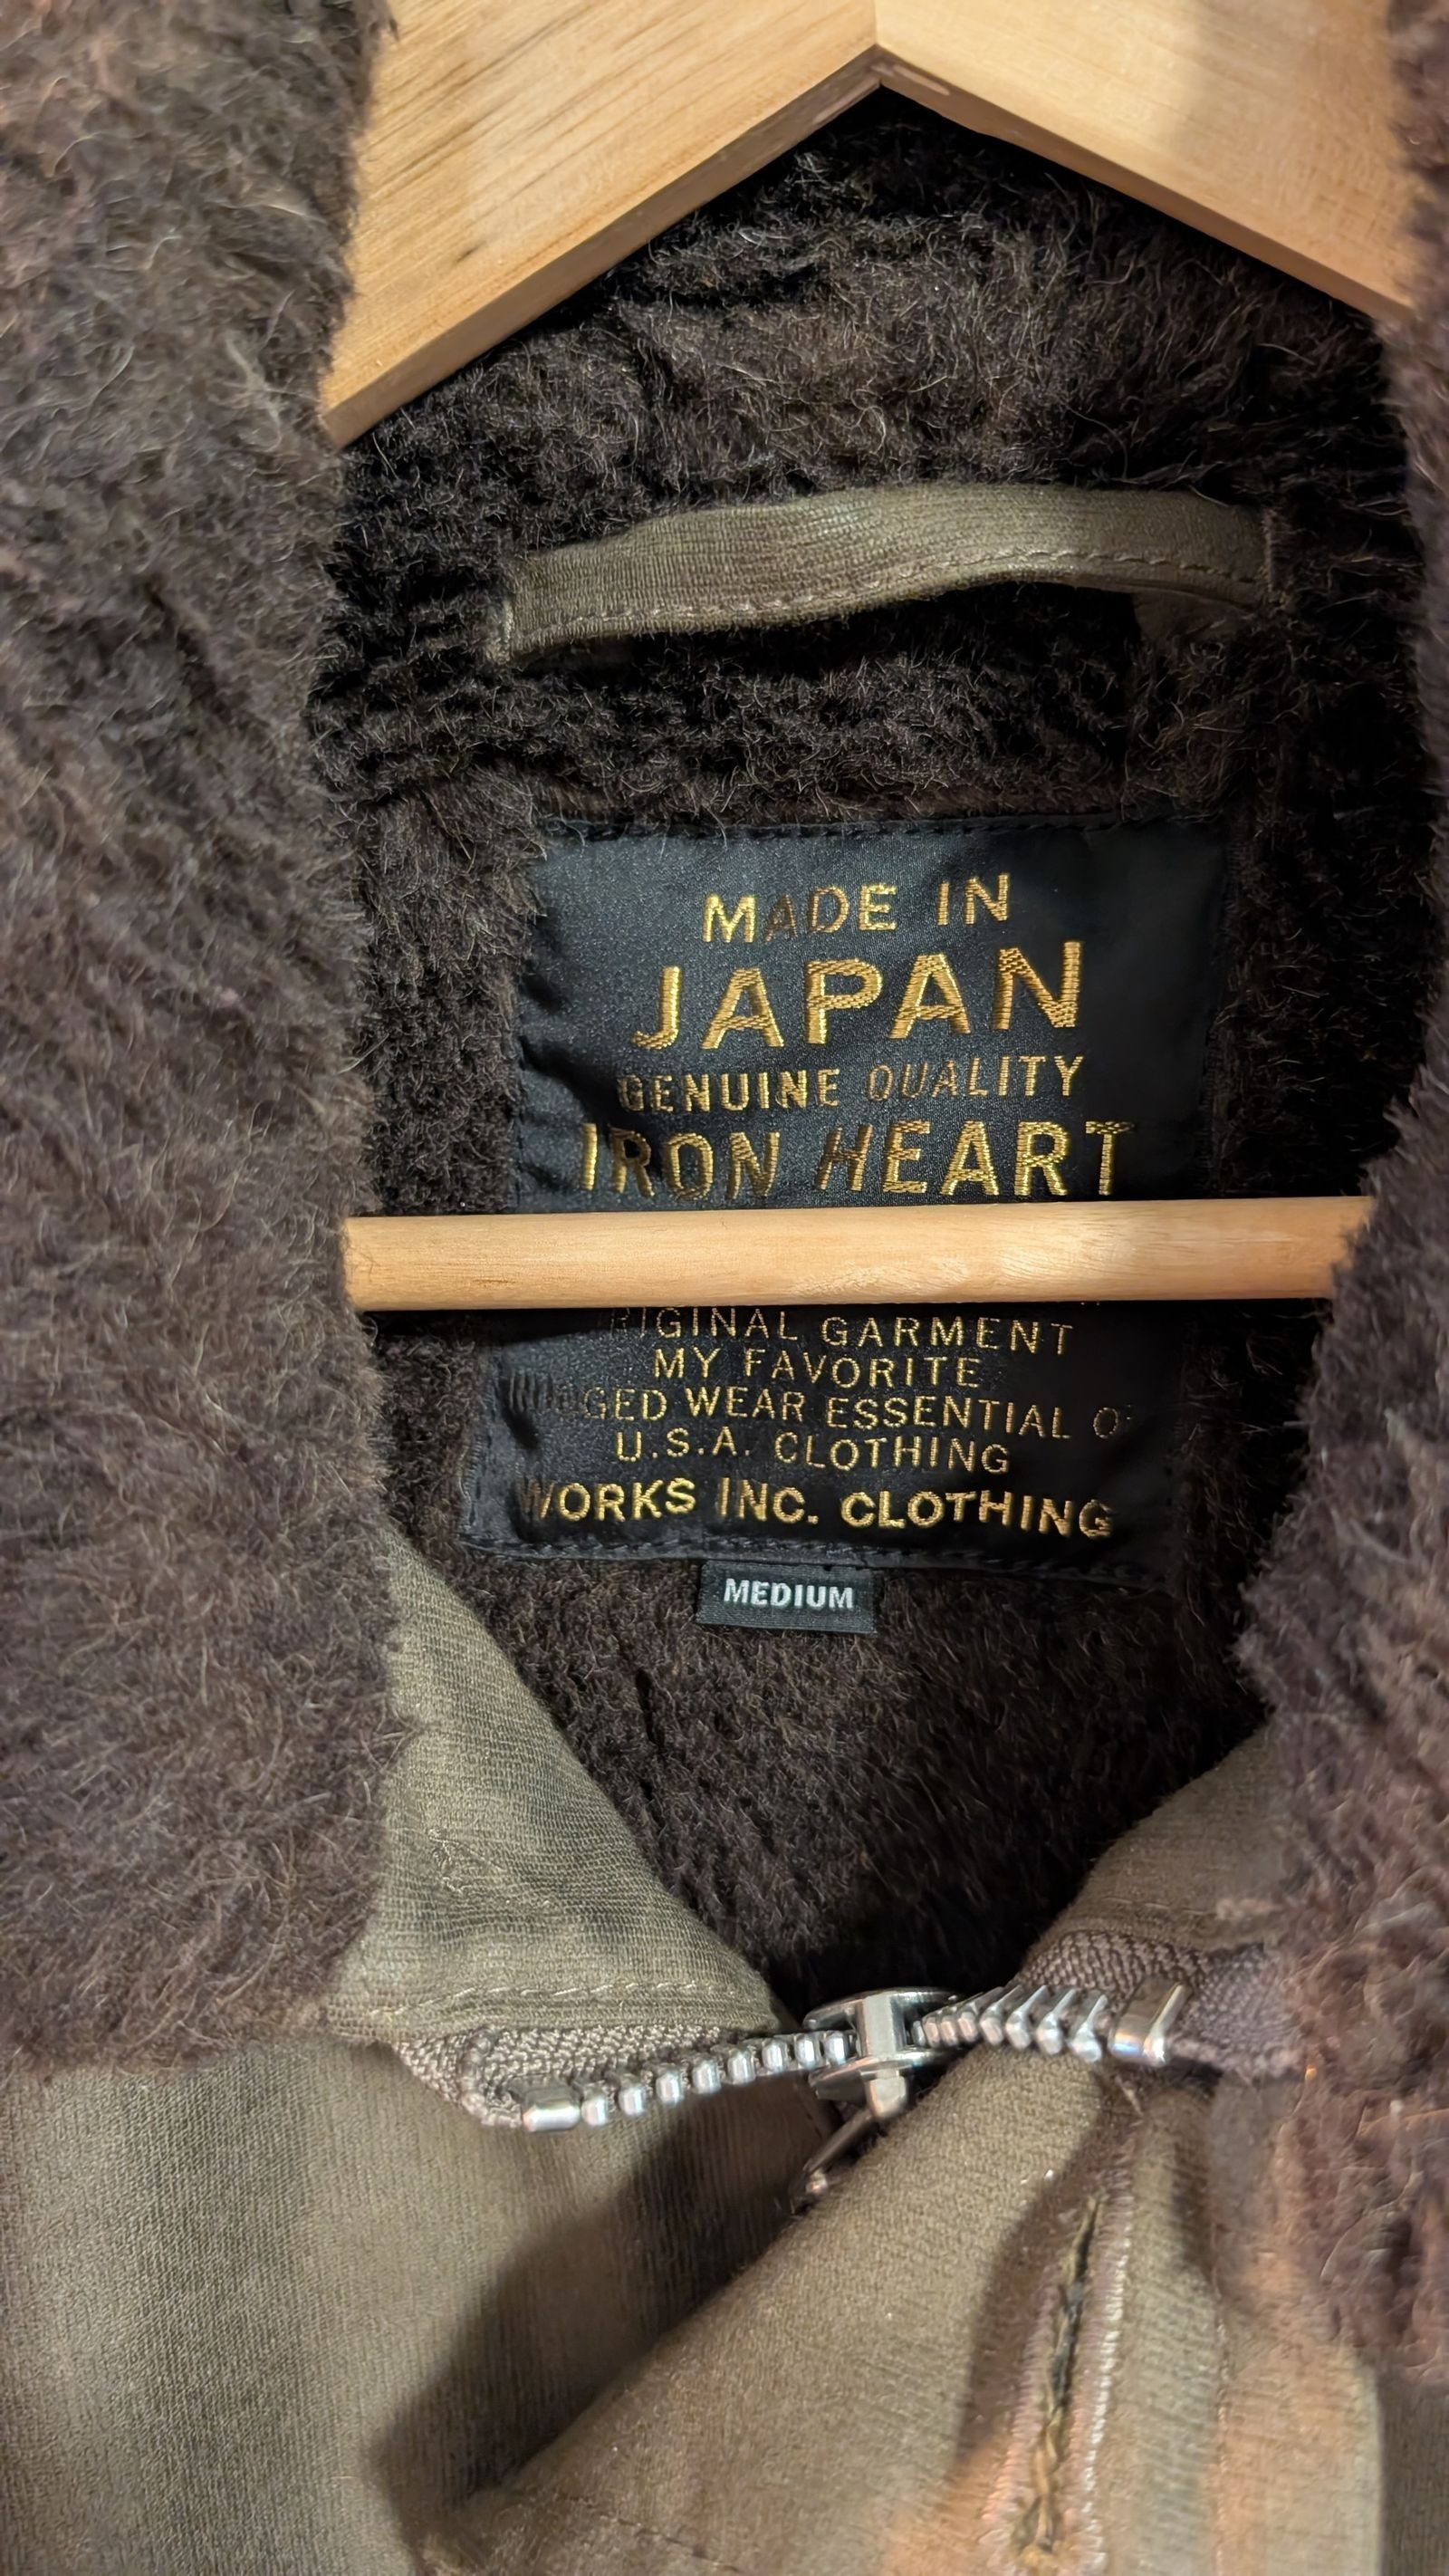 MADE IN
JAPAN
GENUINE QUALITY
IRON HEART
GARMENT
MY FAVORITE
WEAR ESSENTIAL
U.S.A. CLOTHING
WORKS INC. CLOTHING
MEDIUM